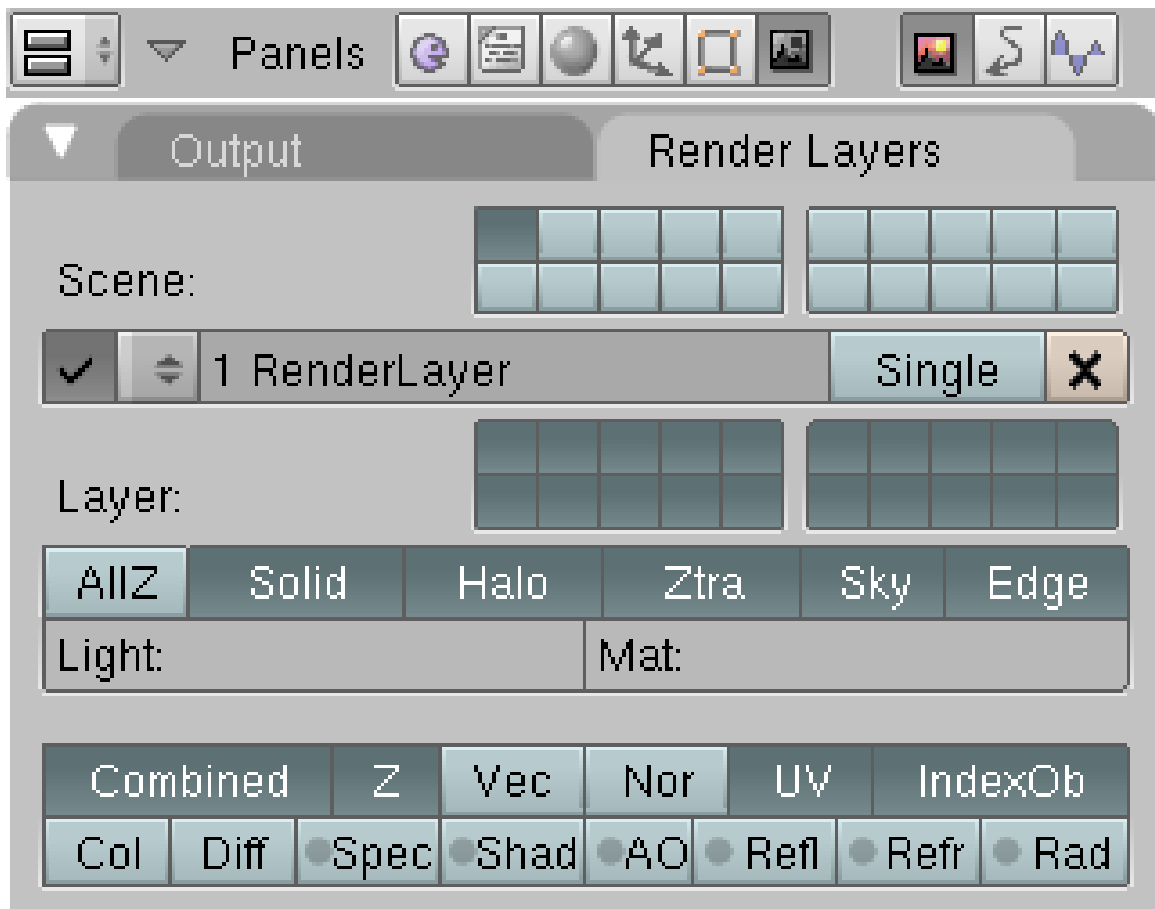 Panels
Output Render Layers
Scene:
1 RenderLayer Single X
Layer:
AllZ Solid Halo Ztra Sky Edge
Light: Mat:
Combined Z Vec Nor UV IndexOb
Col Diff Spec Shad AO Refl Refr Rad